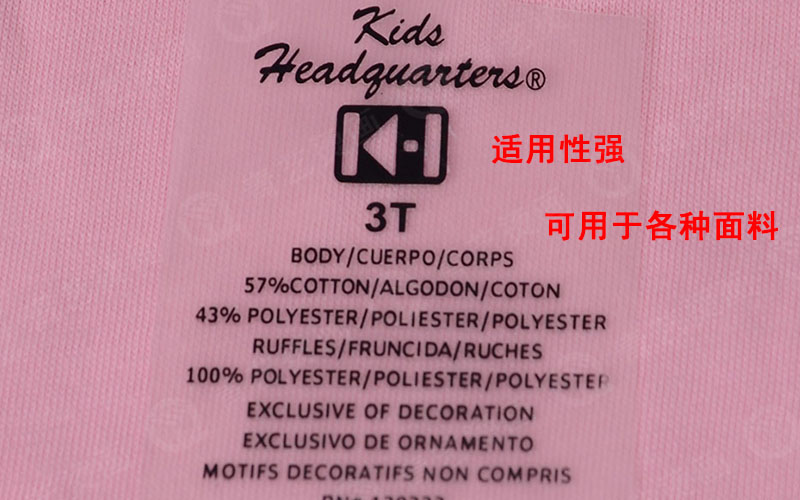 Kids
Headquarters®
3T
适用性强
可用于各种面料
BODY/CUERPO/CORPS
57%COTTON/ALGODON/COTON
43% POLYESTER/POLIESTER/POLYESTER
RUFFLES/FRUNCIDA/RUCHES
100% POLYESTER/POLIESTER/POLYESTER
EXCLUSIVE OF DECORATION
EXCLUSIVO DE ORNAMENTO
MOTIFS DECORATIFS NON COMPRIS